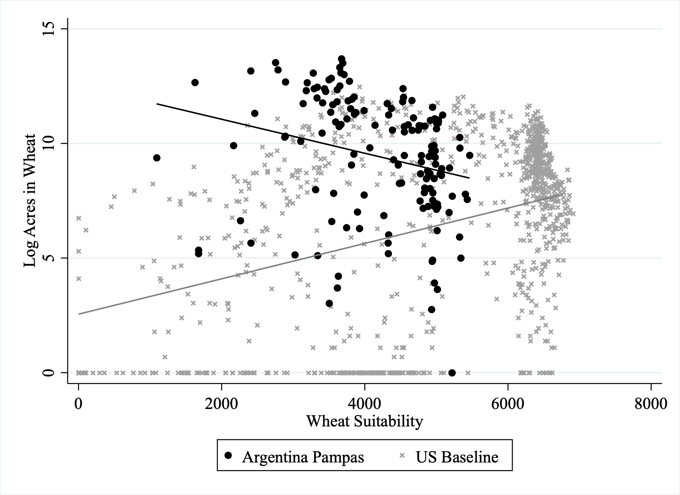 15
10
5
0
Log Acres in Wheat
0 2000 4000 6000 8000
Wheat Suitability
Argentina Pampas US Baseline